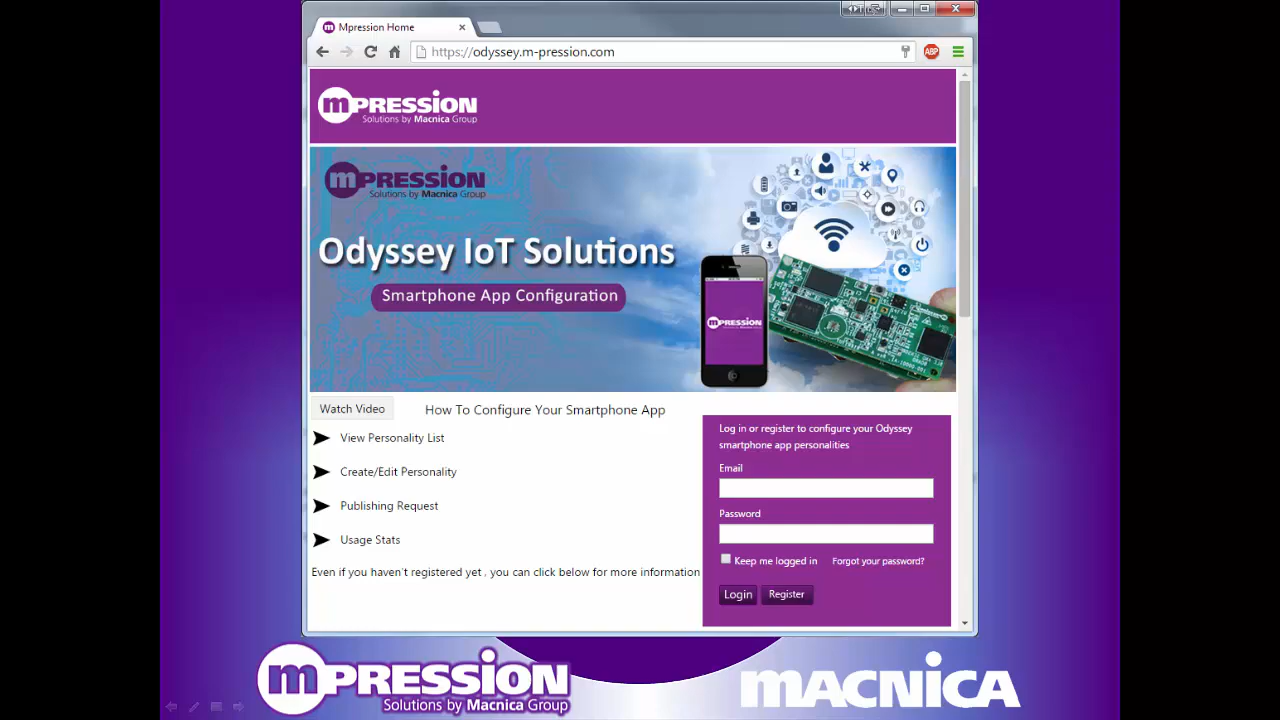 Mpression Home
https://odyssey.m-pression.com
ABP
mpression
Solutions by Macnica Group
mpression
Solutions by Macnica Group
Odyssey IoT Solutions
Smartphone App Configuration
mpression
Watch Video
How To Configure Your Smartphone App
View Personality List
Create/Edit Personality
Publishing Request
Usage Stats
Even if you haven't registered yet , you can click below for more information
Log in or register to configure your Odyssey
smartphone app personalities
Email
Password
Keep me logged in
Forgot your password?
Login
Register
mpression
Solutions by Macnica Group
macnica